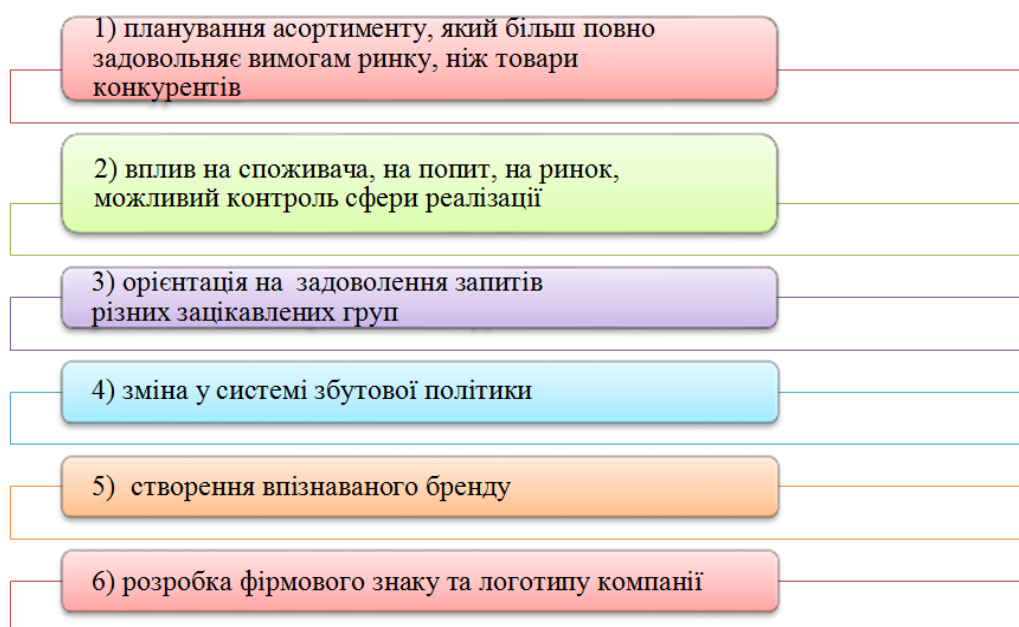 1) планування асортименту, який більш повно
задовольняє вимогам ринку, ніж товари
конкурентів
2) вплив на споживача, на попит, на ринок,
можливий контроль сфери реалізації
3) орієнтація на задоволення запитів
різних зацікавлених груп
4) зміна у системі збутової політики
5) створення впізнаваного бренду
6) розробка фірмового знаку та логотипу компанії